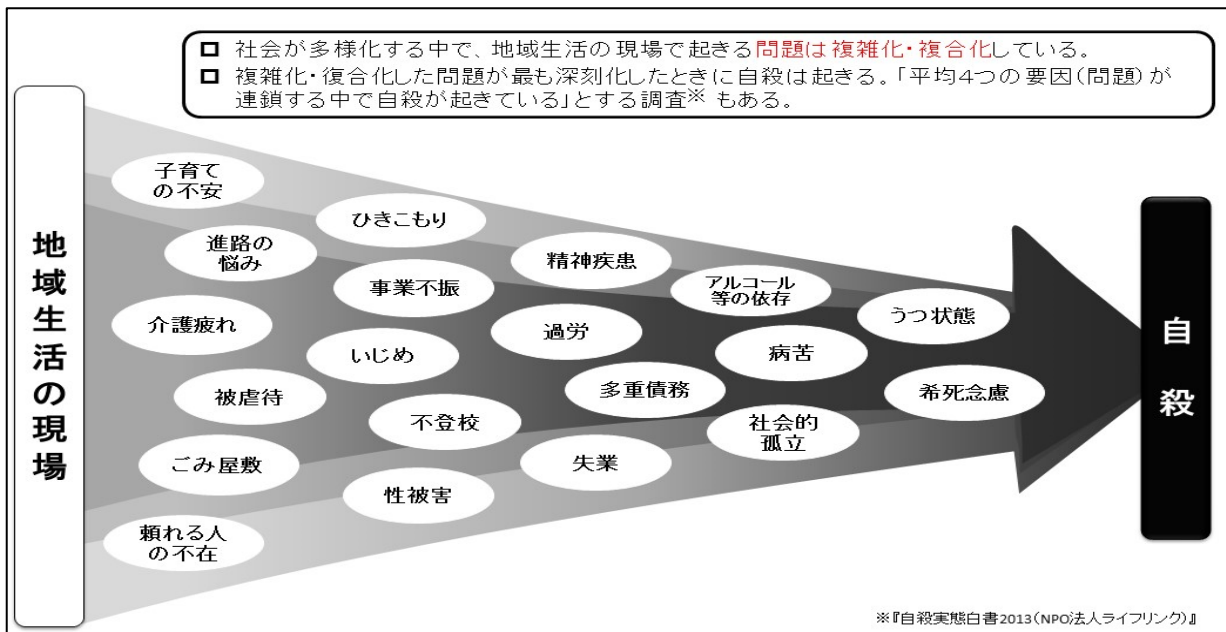 □ 社会が多様化する中で、地域生活の現場で起きる問題は複雑化・複合化している。
□ 複雑化・復合化した問題が最も深刻化したときに自殺は起きる。「平均4つの要因(問題)が
連鎖する中で自殺が起きている」とする調査※もある。
地域生活の現場
子育て
の不安
進路の
悩み
介護疲れ
被虐待
ごみ屋敷
頼れる人
の不在
ひきこもり
事業不振
いじめ
不登校
性被害
精神疾患
過労
多重債務
失業
アルコール
等の依存
病苦
社会的
孤立
うつ状態
希死念慮
自殺
※『自殺実態白書2013(NPO法人ライフリンク)』